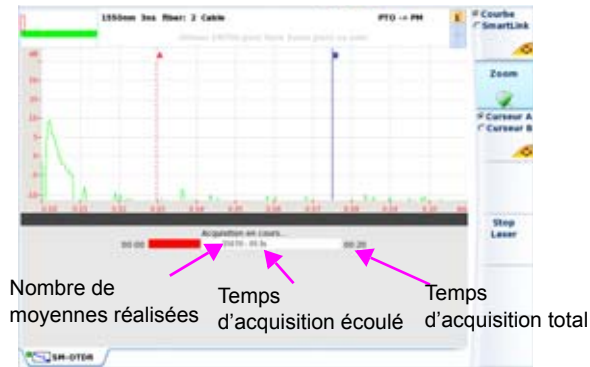 1550nm 3ns Fiber: 2 Cable PTO -> PM
Courbe
SmartLink
Zoom
Curseur A
Curseur B
Stop
Laser
Acquisition en cours...
00:00 00:20
Nombre de
moyennes réalisées
Temps
d'acquisition écoulé
Temps
d'acquisition total
SM-OTDR